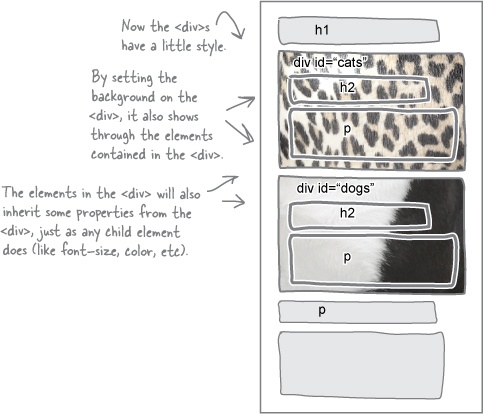 Now the <div>s
have a little style.
By setting the
background on the
<div>, it also shows
through the elements
contained in the <div>.
The elements in the <div> will also
inherit some properties from the
<div>, just as any child element
does (like font-size, color, etc).
h1
div id="cats"
h2
p
div id="dogs"
h2
p
p